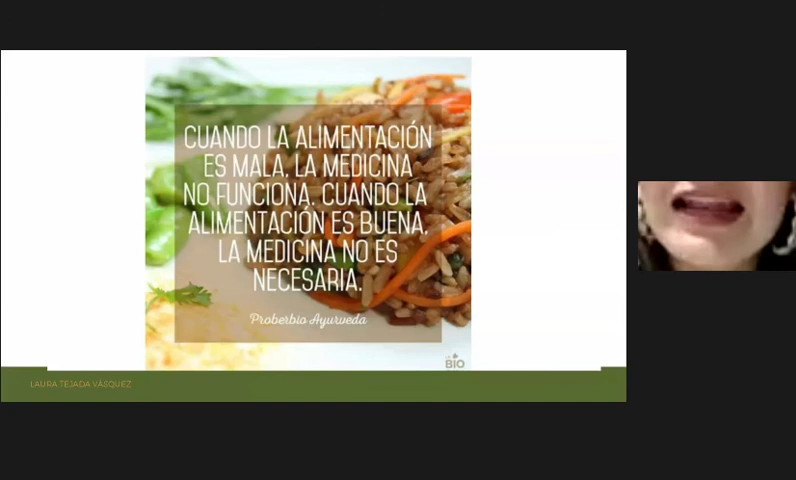 CUANDO LA ALIMENTACIÓN
ES MALA, LA MEDICINA
NO FUNCIONA. CUANDO LA
ALIMENTACIÓN ES BUENA,
LA MEDICINA NO ES
NECESARIA.
Proberbio Ayurveda
BIO
LAURA TEJADA VÁSQUEZ